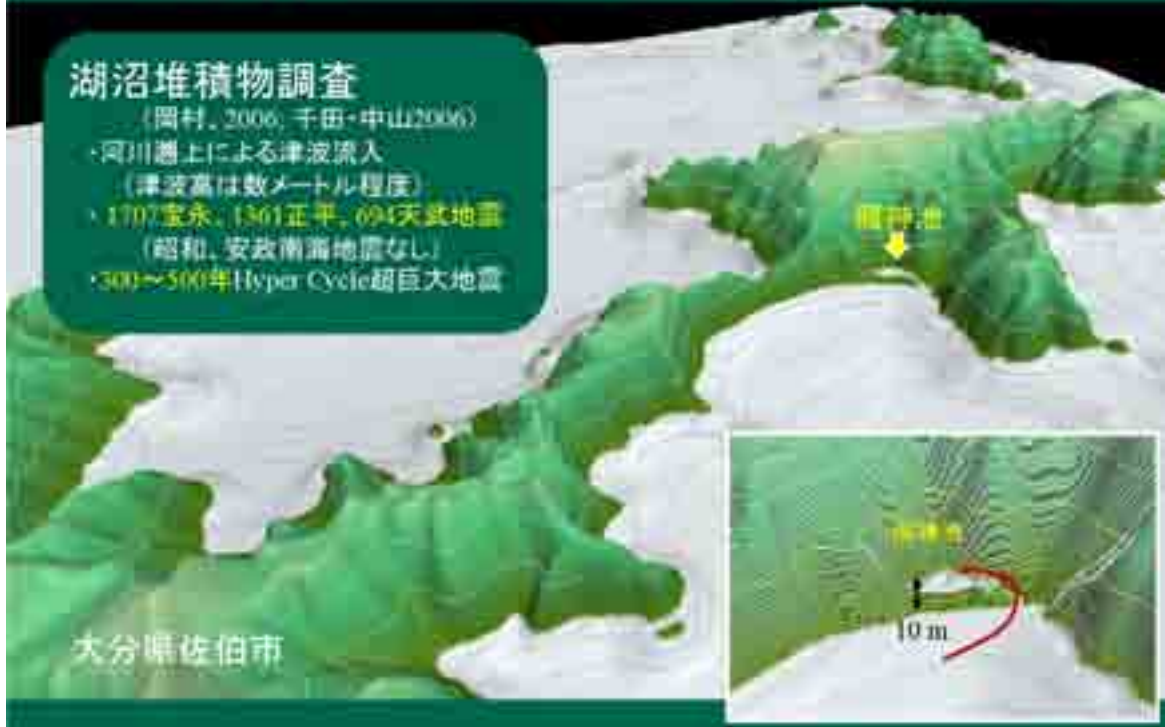 湖沼堆積物調査
(岡村, 2006; 千田・中山2006)
・河川遡上による津波流入
(津波高は数メートル程度)
・1707宝永, 1361正平, 694天武地震
(昭和, 安政南海地震なし)
・300~500年Hyper Cycle超巨大地震
龍神池
龍神池
10 m
大分県佐伯市